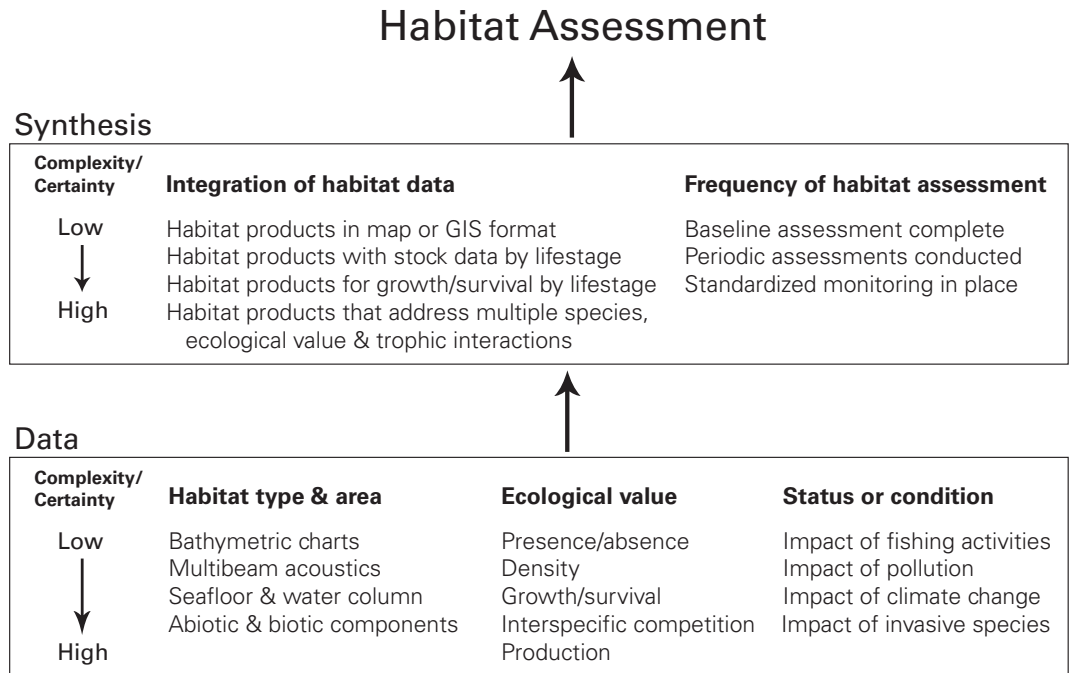 Habitat Assessment
Synthesis
Complexity/
Certainty
Low
High
Integration of habitat data
Habitat products in map or GIS format
Habitat products with stock data by lifestage
Habitat products for growth/survival by lifestage
Habitat products that address multiple species,
ecological value & trophic interactions
Frequency of habitat assessment
Baseline assessment complete
Periodic assessments conducted
Standardized monitoring in place
Data
Complexity/
Certainty
Low
High
Habitat type & area
Bathymetric charts
Multibeam acoustics
Seafloor & water column
Abiotic & biotic components
Ecological value
Presence/absence
Density
Growth/survival
Interspecific competition
Production
Status or condition
Impact of fishing activities
Impact of pollution
Impact of climate change
Impact of invasive species